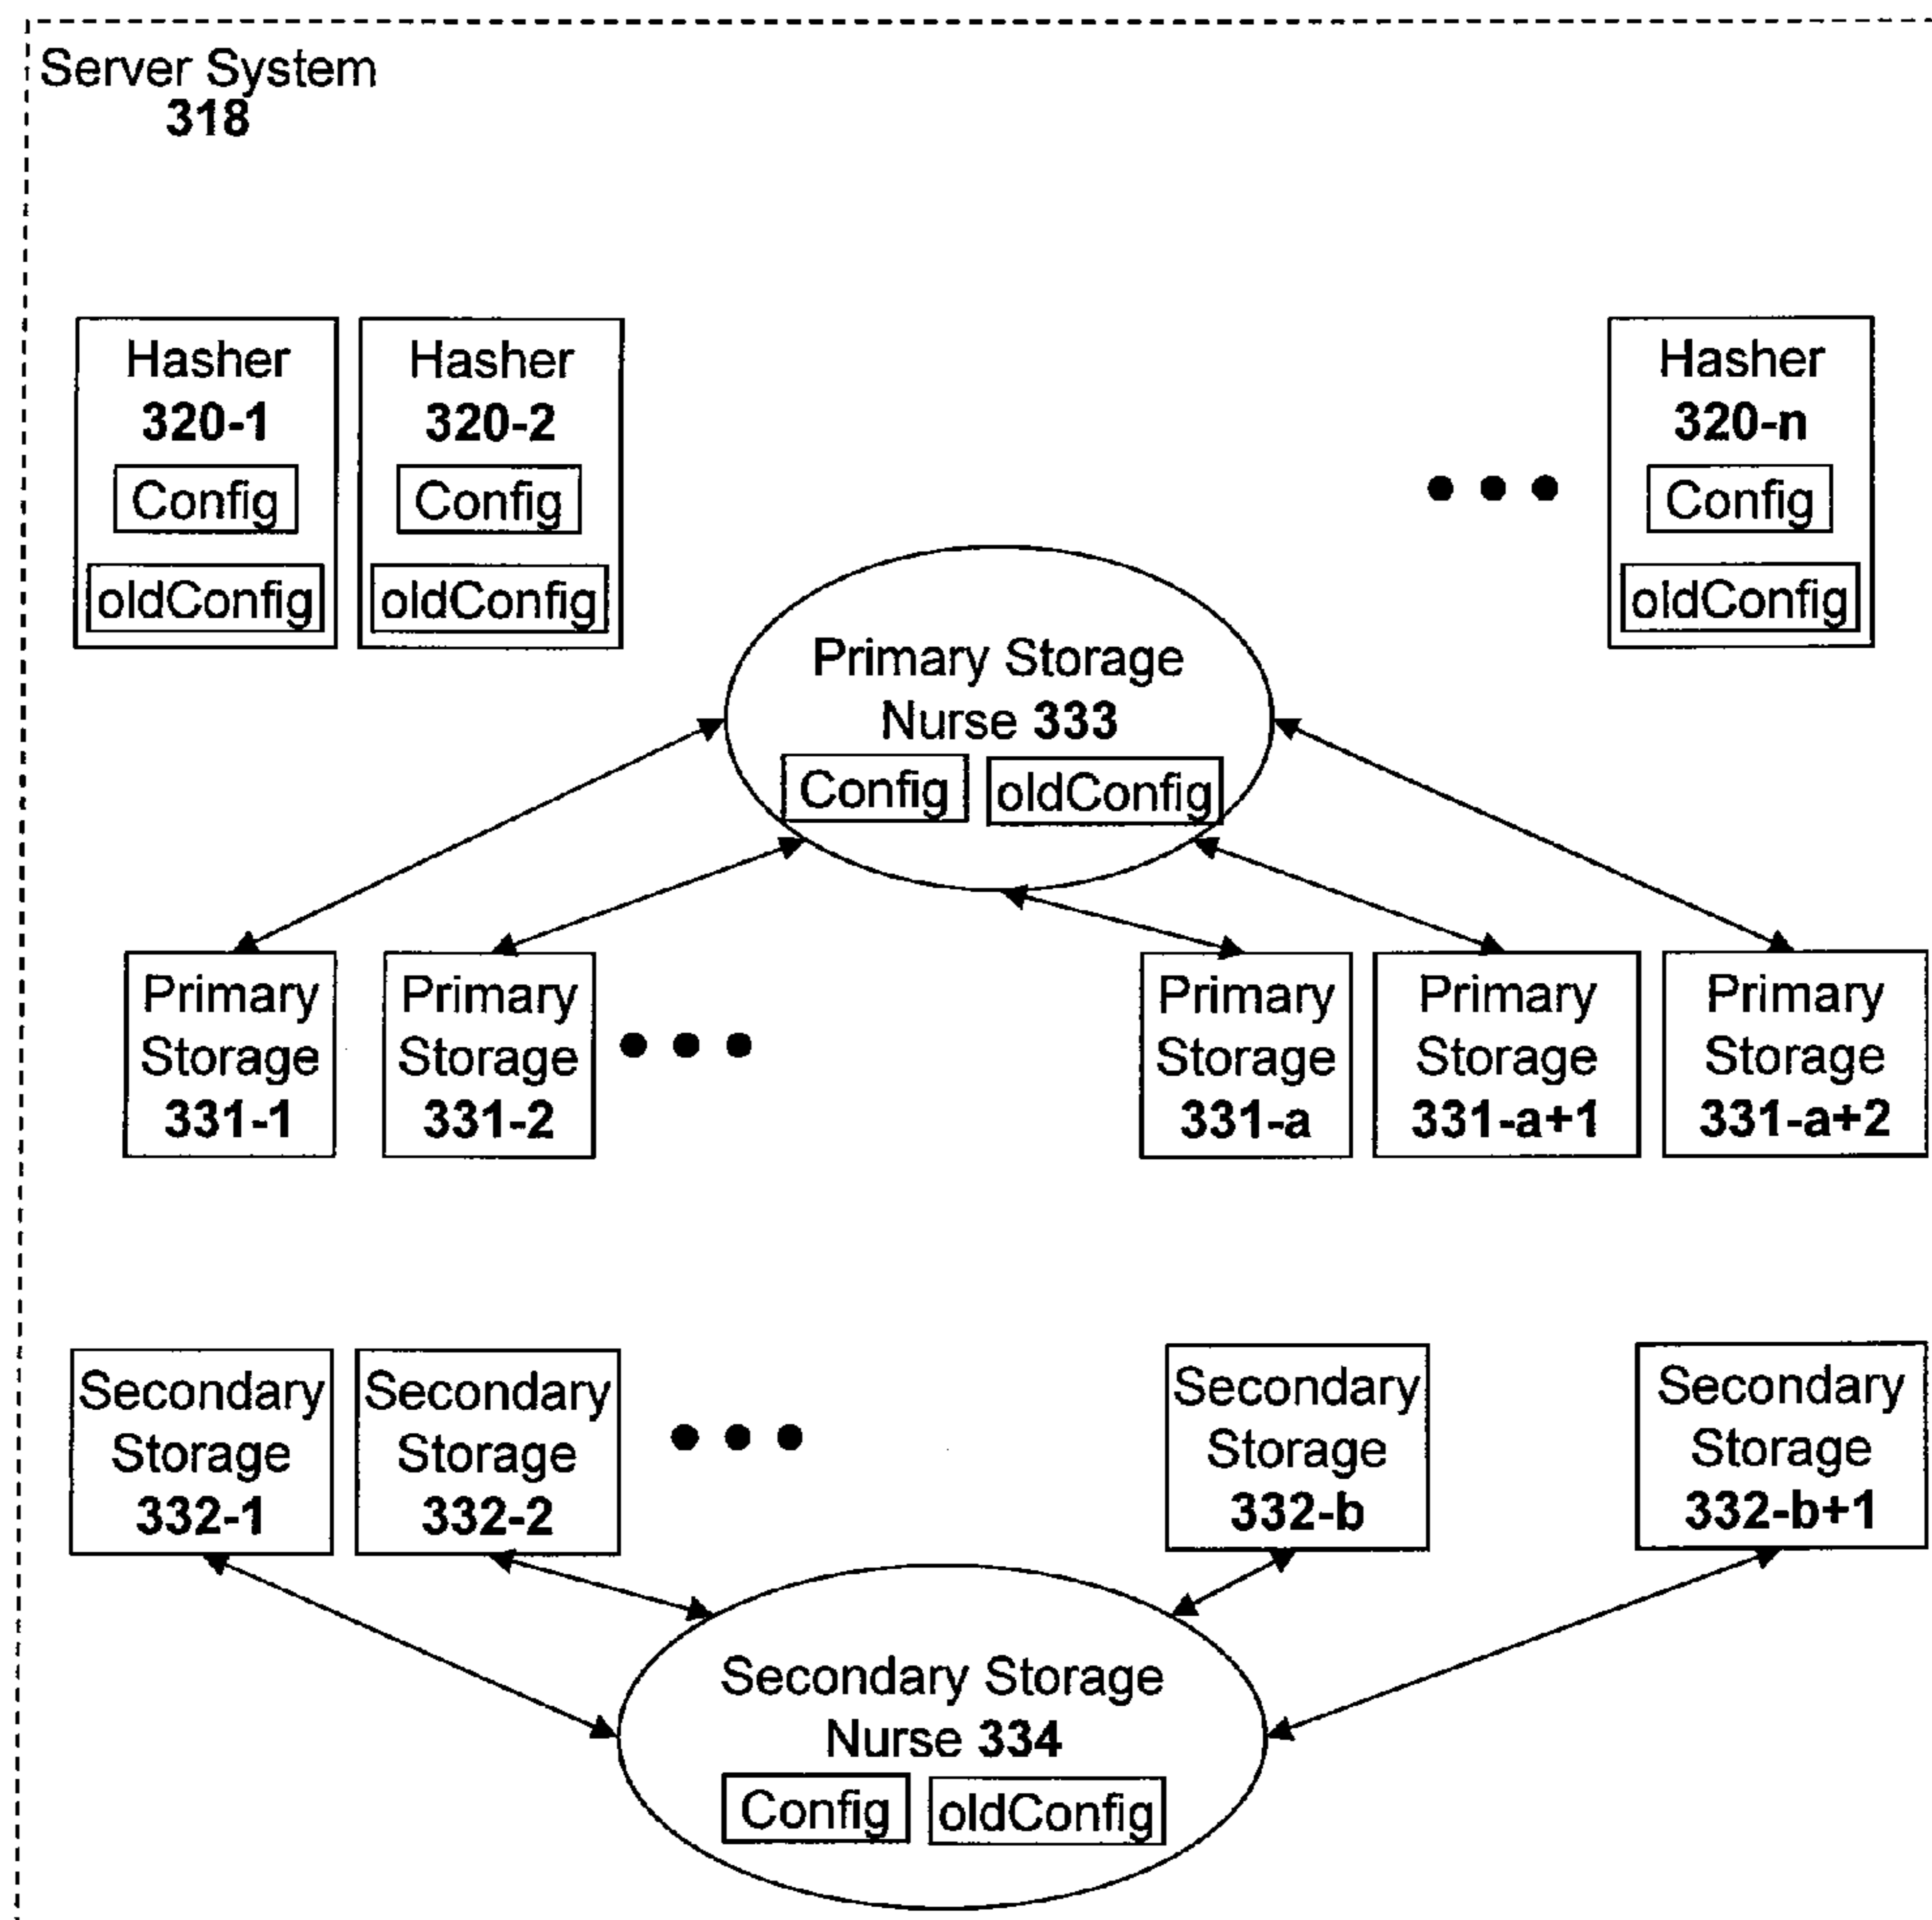 Server System
318
Hasher
320-1
Config
oldConfig
Hasher
320-2
Config
oldConfig
Hasher
320-n
Config
oldConfig
Primary Storage
Nurse 333
Config
oldConfig
Primary
Storage
331-1
Primary
Storage
331-2
Primary
Storage
331-a
Primary
Storage
331-a+1
Primary
Storage
331-a+2
Secondary
Storage
332-1
Secondary
Storage
332-2
Secondary
Storage
332-b
Secondary
Storage
332-b+1
Secondary Storage
Nurse 334
Config
oldConfig